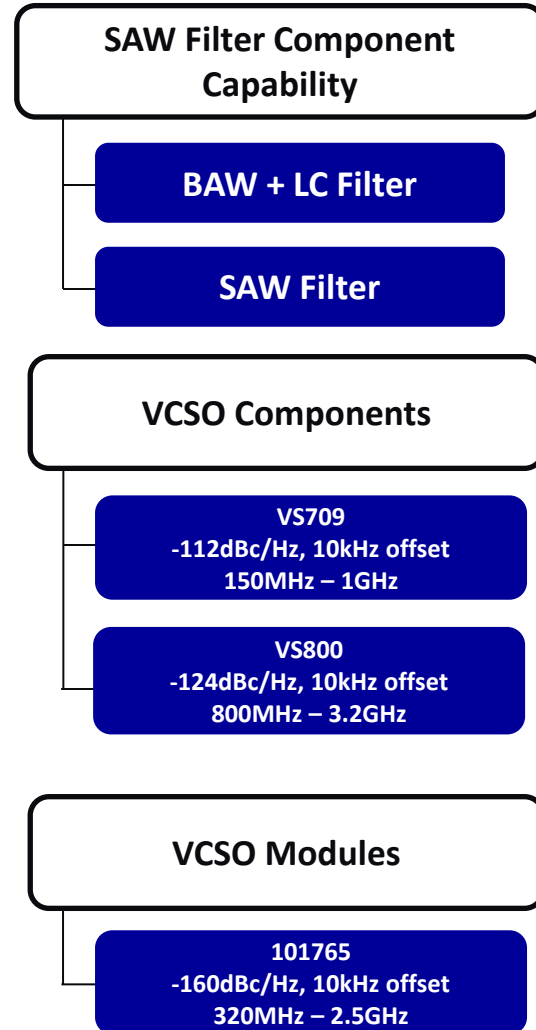 SAW Filter Component
Capability
BAW + LC Filter
SAW Filter
VCSO Components
VS709
-112dBc/Hz, 10kHz offset
150MHz – 1GHz
VS800
-124dBc/Hz, 10kHz offset
800MHz – 3.2GHz
VCSO Modules
101765
-160dBc/Hz, 10kHz offset
320MHz – 2.5GHz